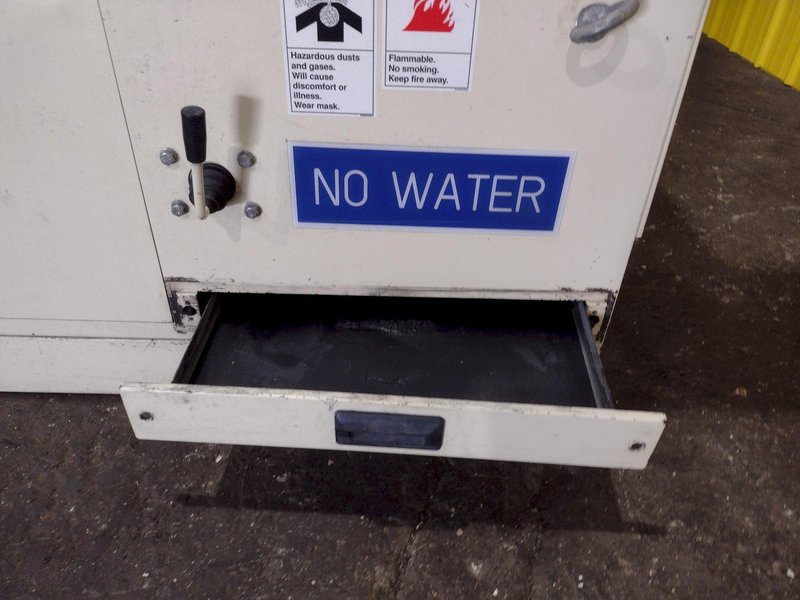 Hazardous dusts
and gases.
Will cause
discomfort or
illness.
Wear mask.
Flammable.
No smoking.
Keep fire away.
NO WATER